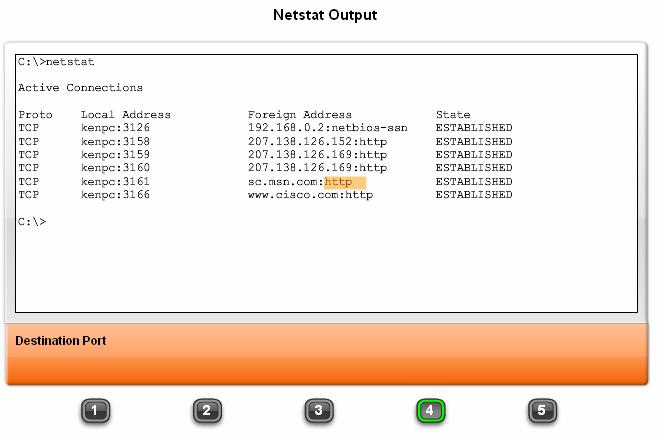 Netstat Output
C:\>netstat
Active Connections
Proto Local Address Foreign Address State
TCP kenpc:3126 192.168.0.2:netbios-ssn ESTABLISHED
TCP kenpc:3158 207.138.126.152:http ESTABLISHED
TCP kenpc:3159 207.138.126.169:http ESTABLISHED
TCP kenpc:3160 207.138.126.169:http ESTABLISHED
TCP kenpc:3161 sc.msn.com:http ESTABLISHED
TCP kenpc:3166 www.cisco.com:http ESTABLISHED
C:\>
Destination Port
1 2 3 4 5